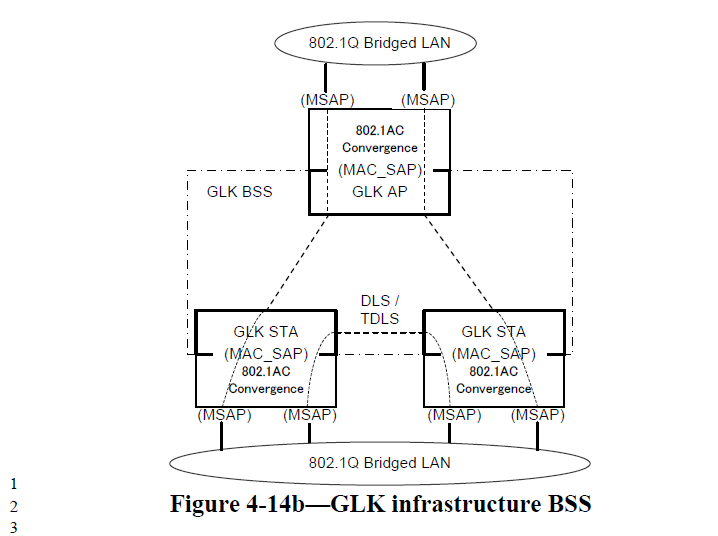 802.1Q Bridged LAN
(MSAP) (MSAP)
802.1AC
Convergence
(MAC_SAP)
GLK BSS GLK AP
DLS /
TDLS
GLK STA GLK STA
(MAC_SAP) (MAC_SAP)
802.1AC 802.1AC
Convergence Convergence
(MSAP) (MSAP) (MSAP) (MSAP)
802.1Q Bridged LAN
1
2 Figure 4-14b—GLK infrastructure BSS
3